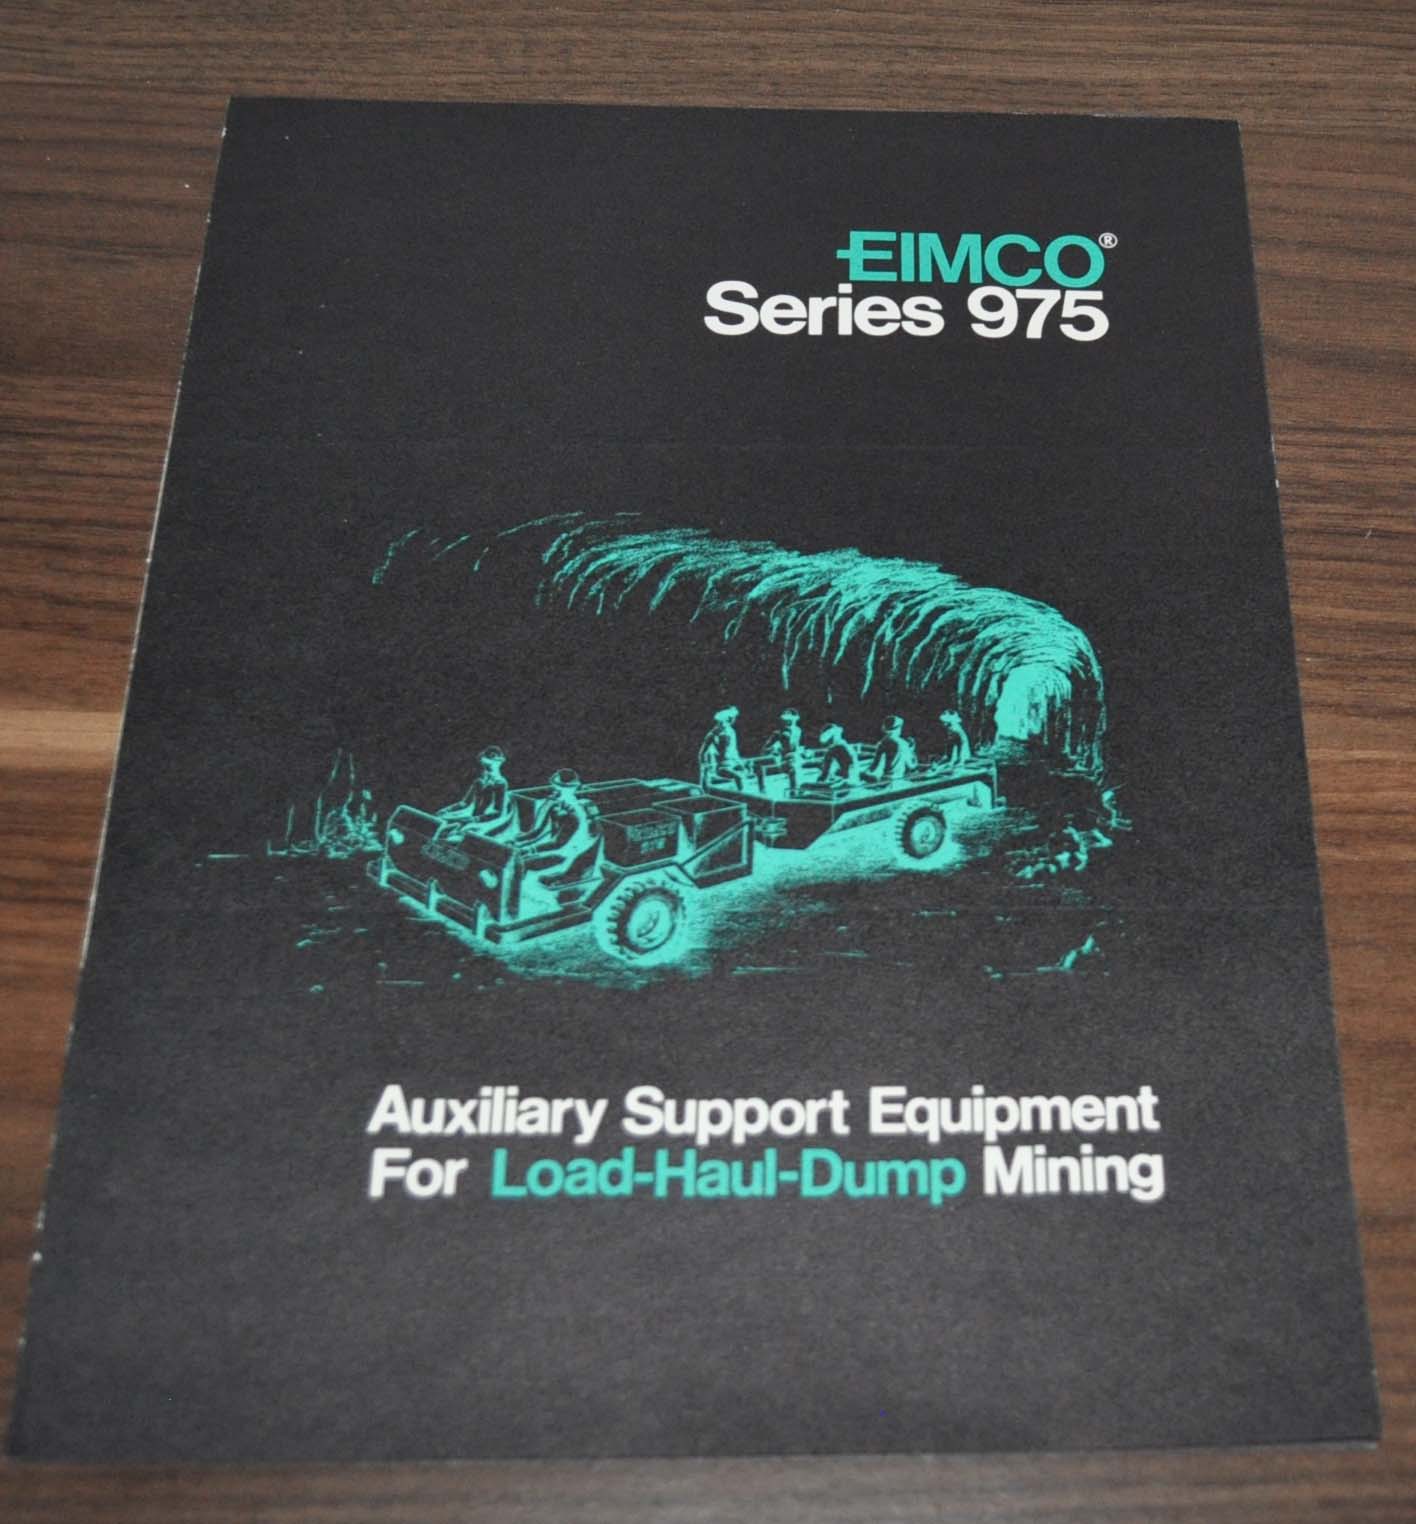 EIMCO®
Series 975
Auxiliary Support Equipment
For Load-Haul-Dump Mining